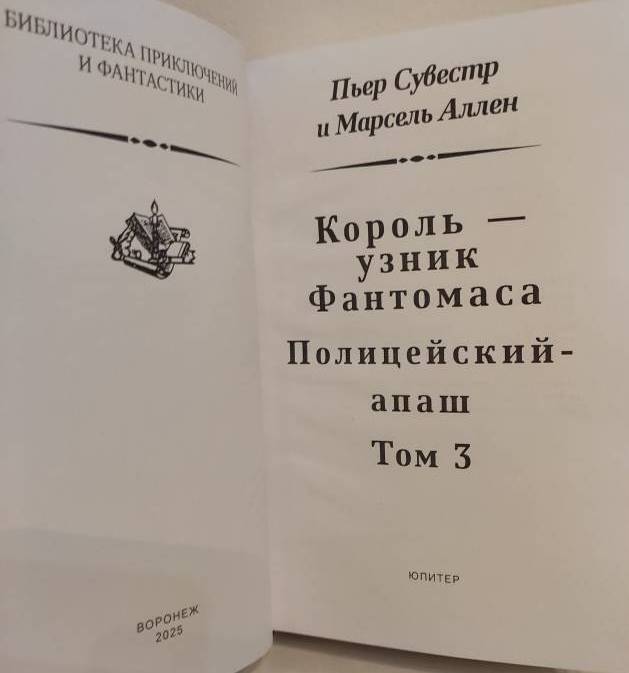 БИБЛИОТЕКА ПРИКЛЮЧЕНИЙ
И ФАНТАСТИКИ
ВОРОНЕЖ
2025
Пьер Сувестр
и Марсель Аллен
Король —
узник
Фантомаса
Полицейский-
апаш
Том 3
ЮПИТЕР